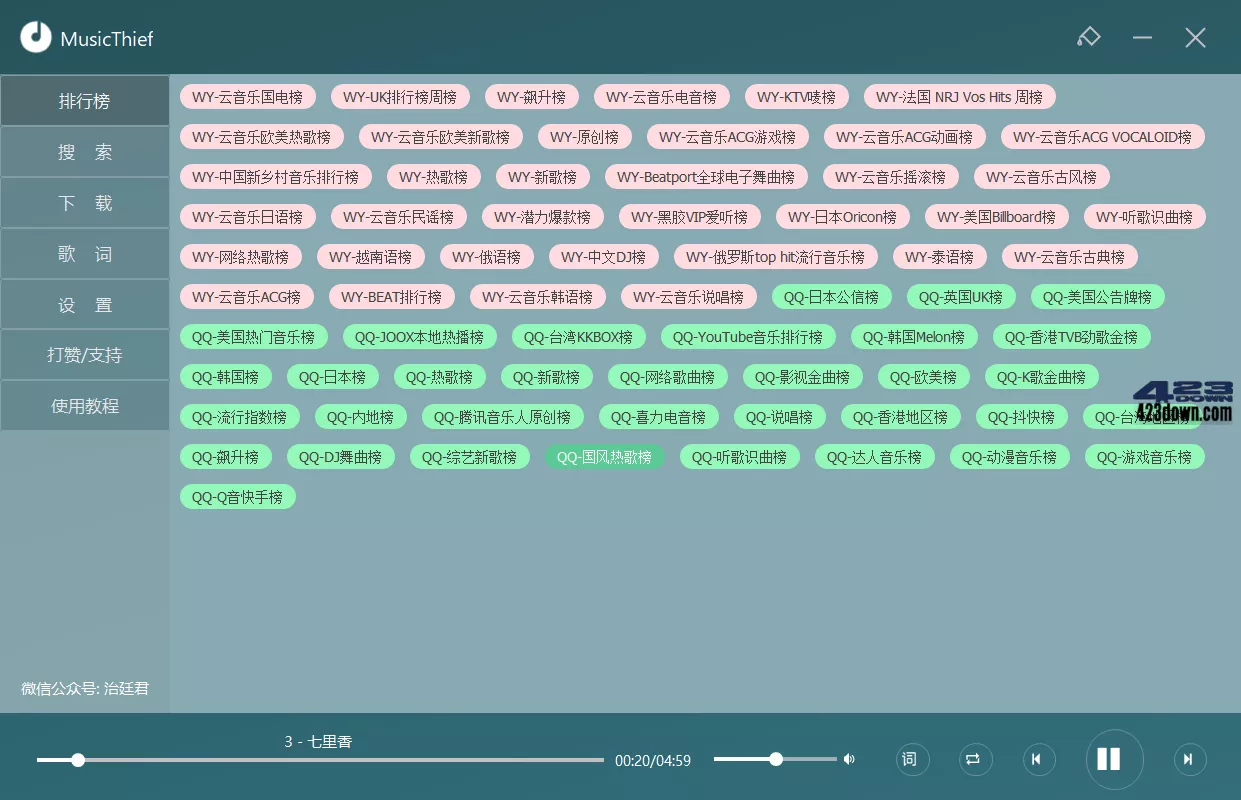 MusicThief
排行榜
搜 索
下 载
歌 词
设 置
打赏/支持
使用教程
微信公众号: 治廷君
WY-云音乐国电榜 WY-UK排行榜周榜 WY-飙升榜 WY-云音乐电音榜 WY-KTV唛榜 WY-法国 NRJ Vos Hits 周榜
WY-云音乐欧美热歌榜 WY-云音乐欧美新歌榜 WY-原创榜 WY-云音乐ACG游戏榜 WY-云音乐ACG动画榜 WY-云音乐ACG VOCALOID榜
WY-中国新乡村音乐排行榜 WY-热歌榜 WY-新歌榜 WY-Beatport全球电子舞曲榜 WY-云音乐摇滚榜 WY-云音乐古风榜
WY-云音乐日语榜 WY-云音乐民谣榜 WY-潜力爆款榜 WY-黑胶VIP爱听榜 WY-日本Oricon榜 WY-美国Billboard榜 WY-听歌识曲榜
WY-网络热歌榜 WY-越南语榜 WY-俄语榜 WY-中文DJ榜 WY-俄罗斯top hit流行音乐榜 WY-泰语榜 WY-云音乐古典榜
WY-云音乐ACG榜 WY-BEAT排行榜 WY-云音乐韩语榜 WY-云音乐说唱榜 QQ-日本公信榜 QQ-英国UK榜 QQ-美国公告牌榜
QQ-美国热门音乐榜 QQ-JOOX本地热播榜 QQ-台湾KKBOX榜 QQ-YouTube音乐排行榜 QQ-韩国Melon榜 QQ-香港TVB劲歌金榜
QQ-韩国榜 QQ-日本榜 QQ-热歌榜 QQ-新歌榜 QQ-网络歌曲榜 QQ-影视金曲榜 QQ-欧美榜 QQ-K歌金曲榜
QQ-流行指数榜 QQ-内地榜 QQ-腾讯音乐人原创榜 QQ-喜力电音榜 QQ-说唱榜 QQ-香港地区榜 QQ-抖快榜 QQ-台湾地区榜
423DOWN
423down.com
QQ-飙升榜 QQ-DJ舞曲榜 QQ-综艺新歌榜 QQ-国风热歌榜 QQ-听歌识曲榜 QQ-达人音乐榜 QQ-动漫音乐榜 QQ-游戏音乐榜
QQ-Q音快手榜
3 - 七里香
00:20/04:59
词